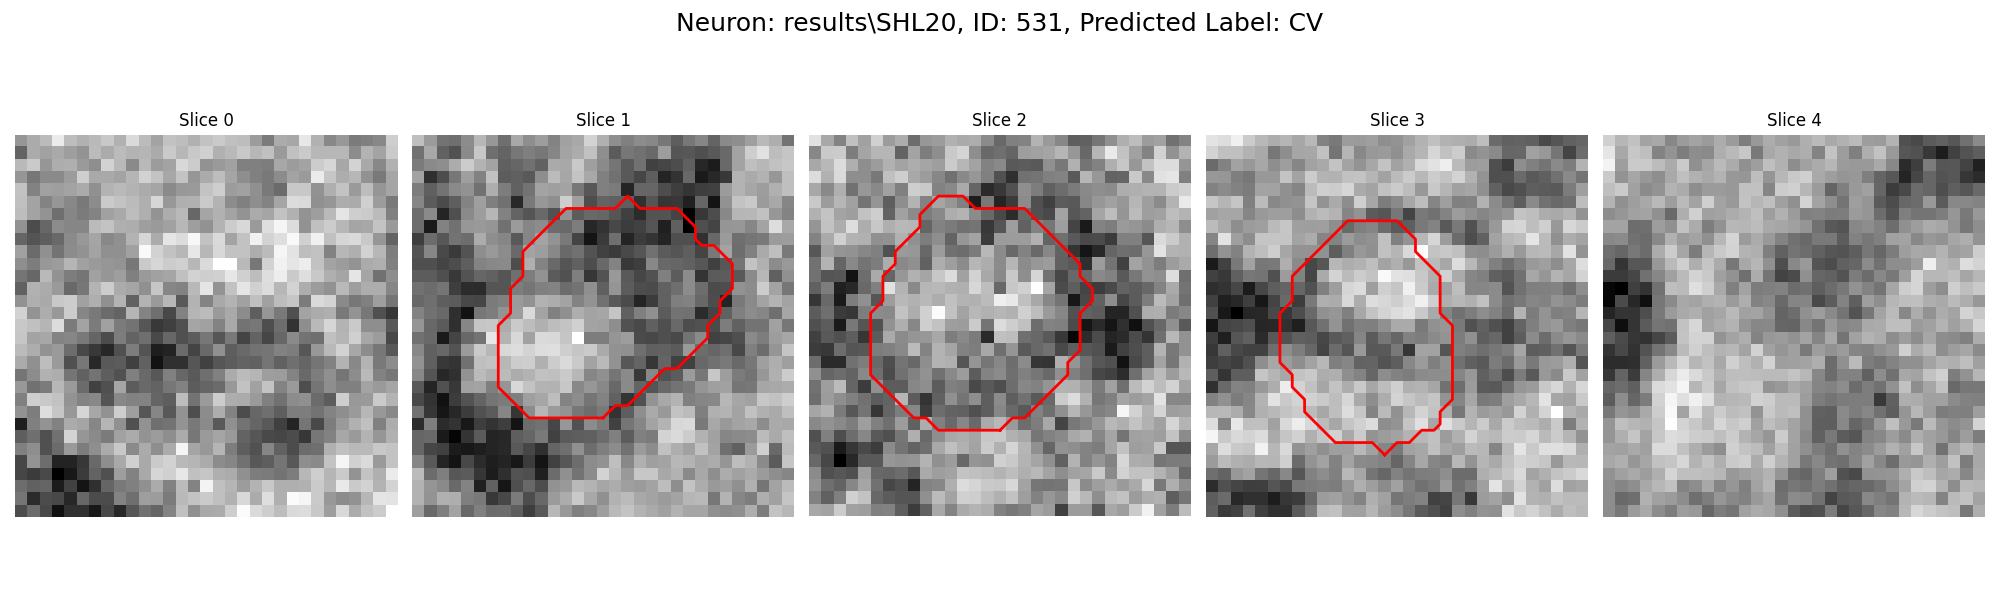 Neuron: results\SHL20, ID: 531, Predicted Label: CV
Slice 0
Slice 1
Slice 2
Slice 3
Slice 4